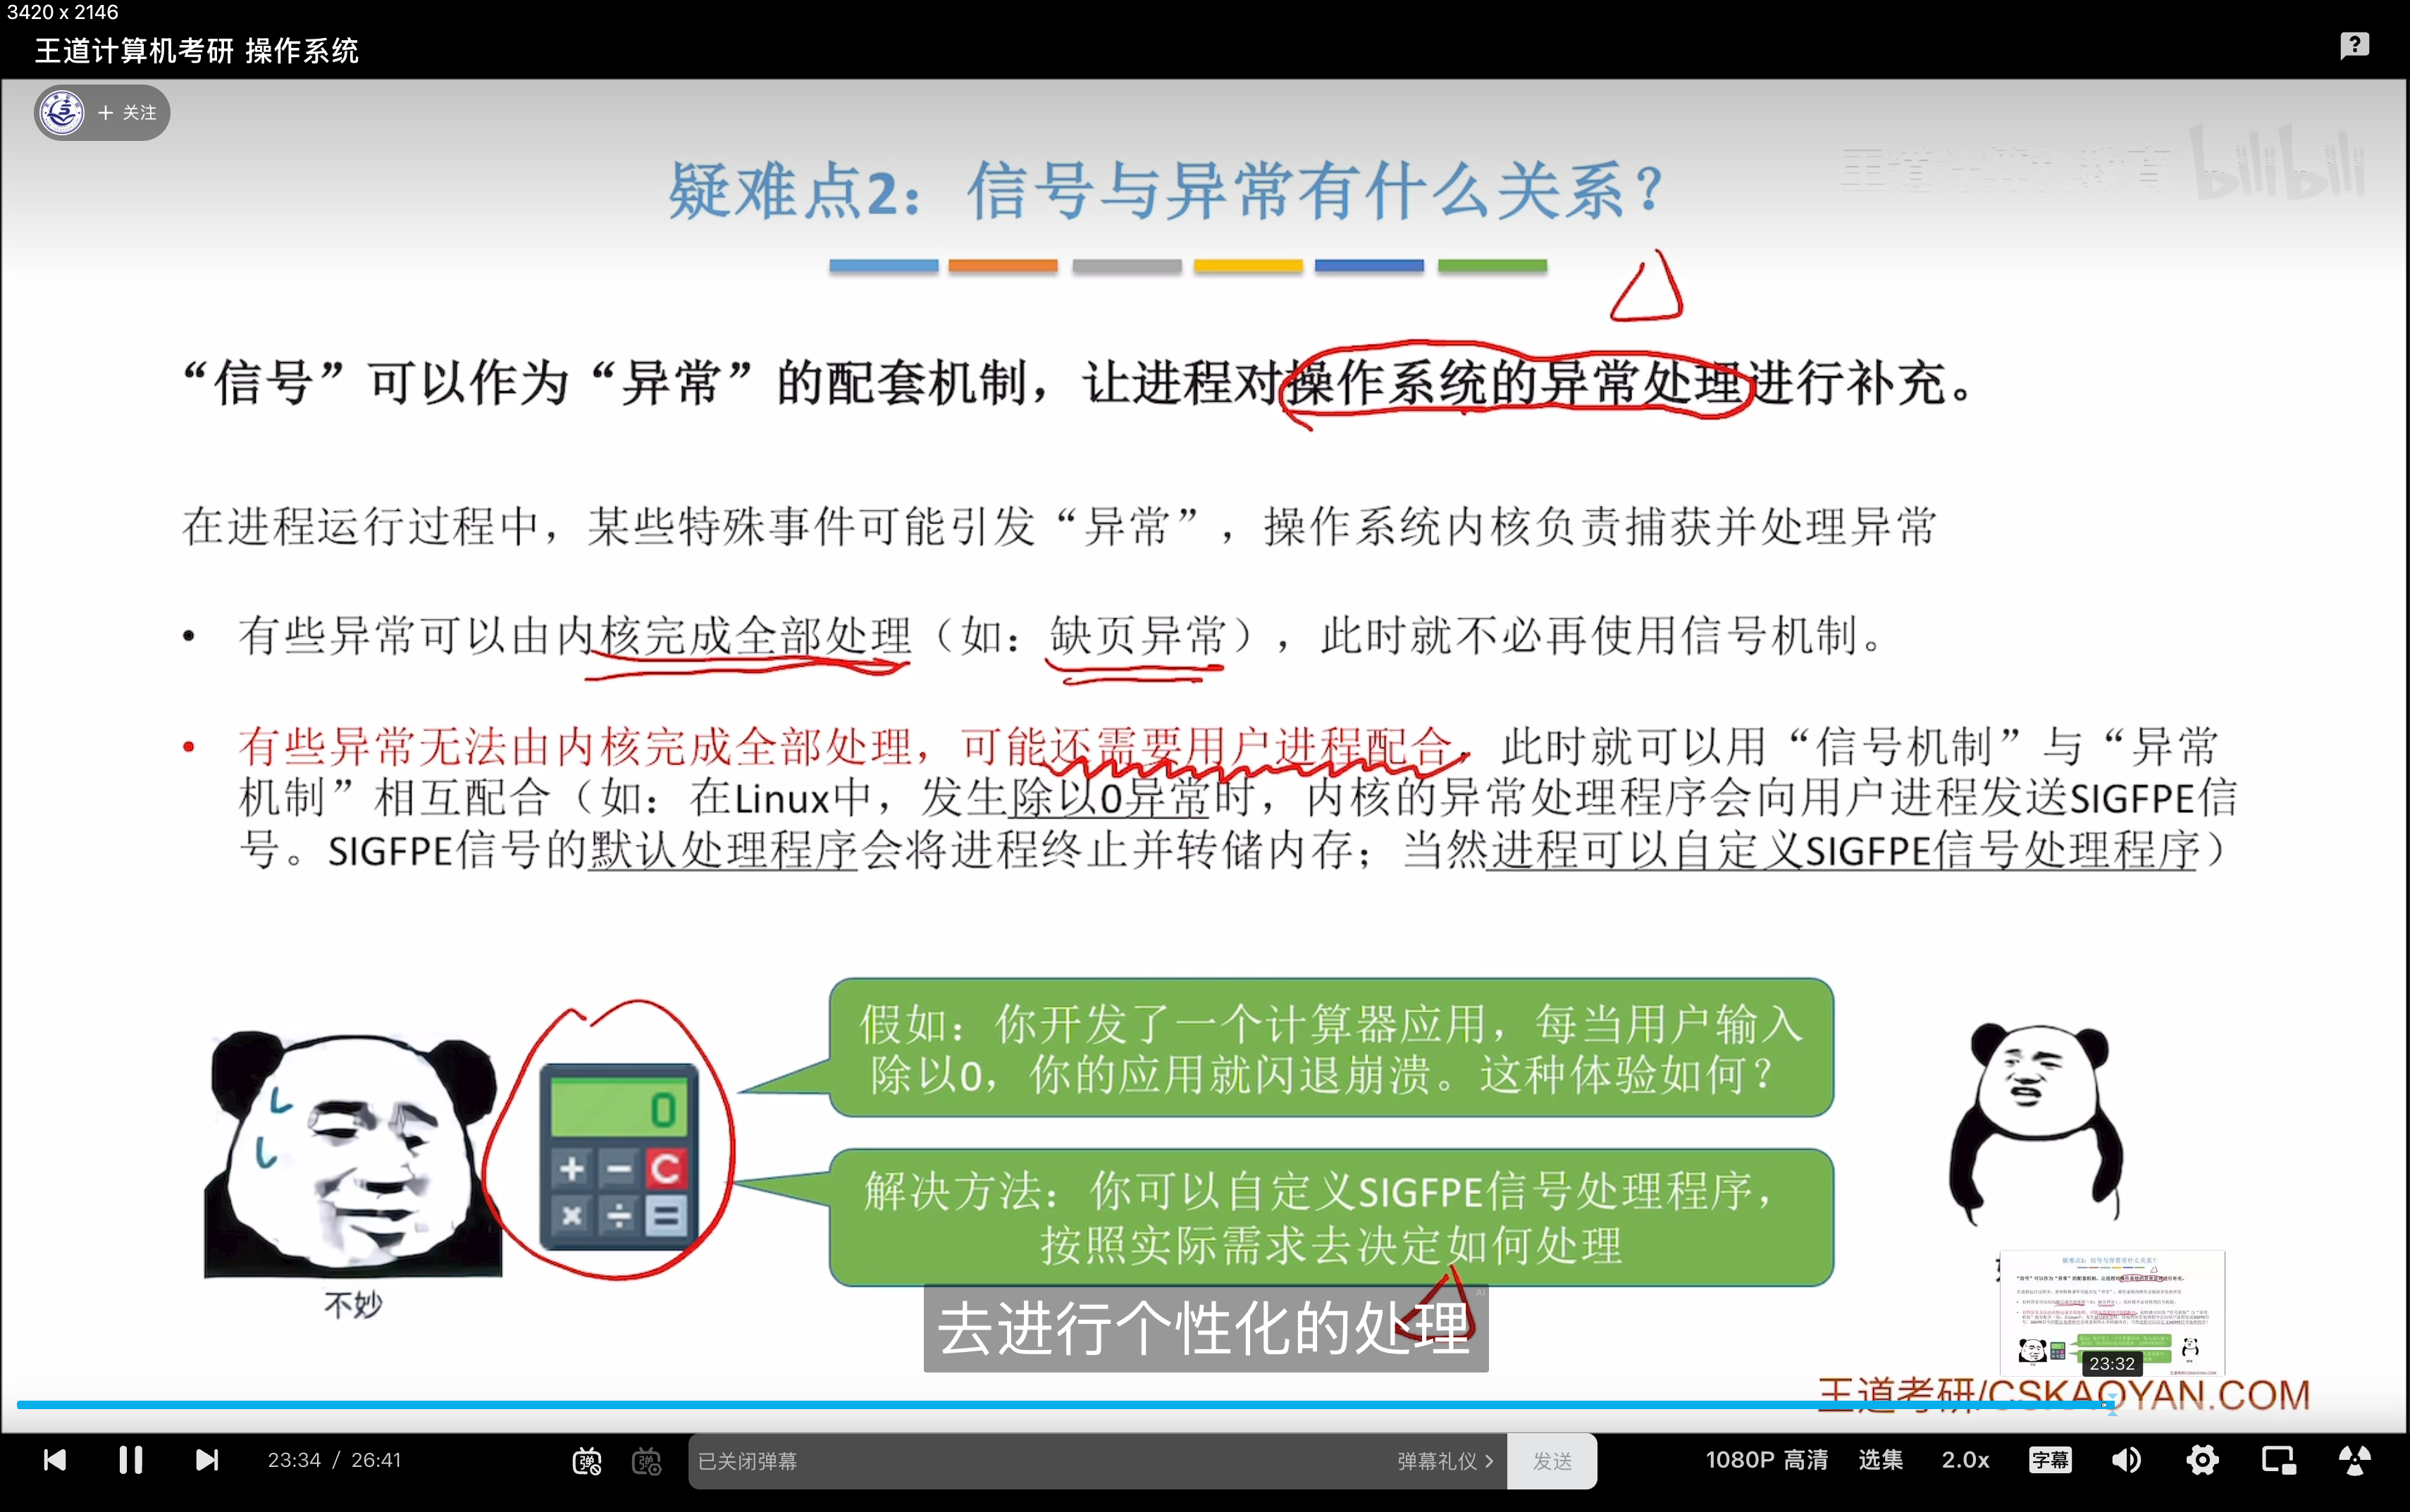 3420 x 2146
王道计算机考研 操作系统
+ 关注
王道计算机教育 bilibili
疑难点2：信号与异常有什么关系？
“信号”可以作为“异常”的配套机制，让进程对操作系统的异常处理进行补充。
在进程运行过程中，某些特殊事件可能引发“异常”，操作系统内核负责捕获并处理异常
• 有些异常可以由内核完成全部处理（如：缺页异常），此时就不必再使用信号机制。
• 有些异常无法由内核完成全部处理，可能还需要用户进程配合，此时就可以用“信号机制”与“异常
机制”相互配合（如：在Linux中，发生除以0异常时，内核的异常处理程序会向用户进程发送SIGFPE信
号。SIGFPE信号的默认处理程序会将进程终止并转储内存；当然进程可以自定义SIGFPE信号处理程序）
假如：你开发了一个计算器应用，每当用户输入
除以0，你的应用就闪退崩溃。这种体验如何？
0
+ − C
× ÷ =
解决方法：你可以自定义SIGFPE信号处理程序，
按照实际需求去决定如何处理
不妙
AI
去进行个性化的处理
23:32
王道考研/CSKAOYAN.COM
23:34 / 26:41
弹
弹
已关闭弹幕
弹幕礼仪 >
发送
1080P 高清
选集
2.0x
字幕